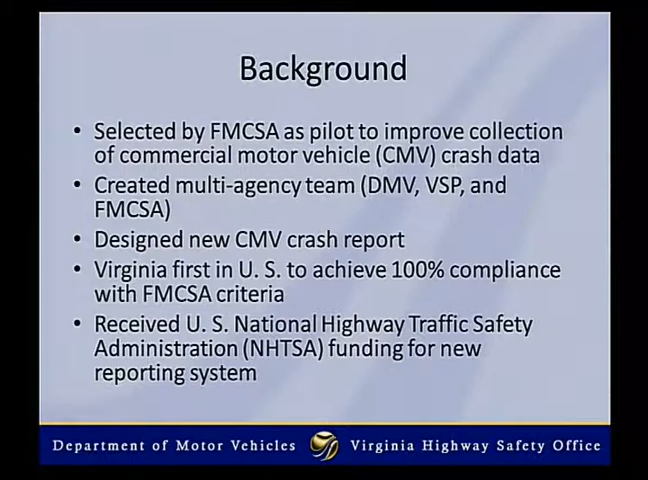 Background
• Selected by FMCSA as pilot to improve collection
of commercial motor vehicle (CMV) crash data
• Created multi-agency team (DMV, VSP, and
FMCSA)
• Designed new CMV crash report
• Virginia first in U. S. to achieve 100% compliance
with FMCSA criteria
• Received U. S. National Highway Traffic Safety
Administration (NHTSA) funding for new
reporting system
Department of Motor Vehicles Virginia Highway Safety Office